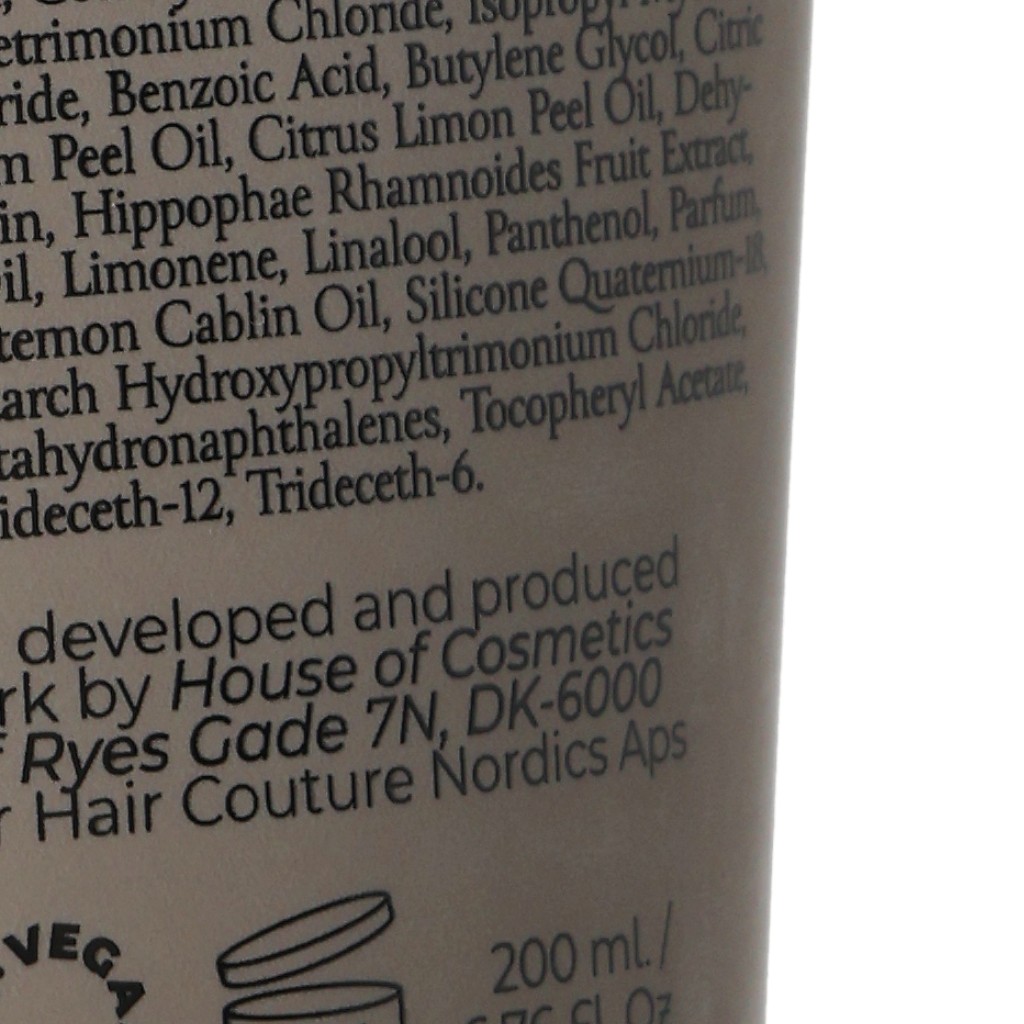 etrimonium Chloride,
ride, Benzoic Acid, Butylene Glycol, Citric
m Peel Oil, Citrus Limon Peel Oil, Dehy-
in, Hippophae Rhamnoides Fruit Extract,
il, Limonene, Linalool, Panthenol, Parfum,
temon Cablin Oil, Silicone Quaternium-18,
arch Hydroxypropyltrimonium Chloride,
tahydronaphthalenes, Tocopheryl Acetate,
ideceth-12, Trideceth-6.
developed and produced
rk by House of Cosmetics
f Ryes Gade 7N, DK-6000
r Hair Couture Nordics Aps
VEGA
200 ml./
fl. Oz